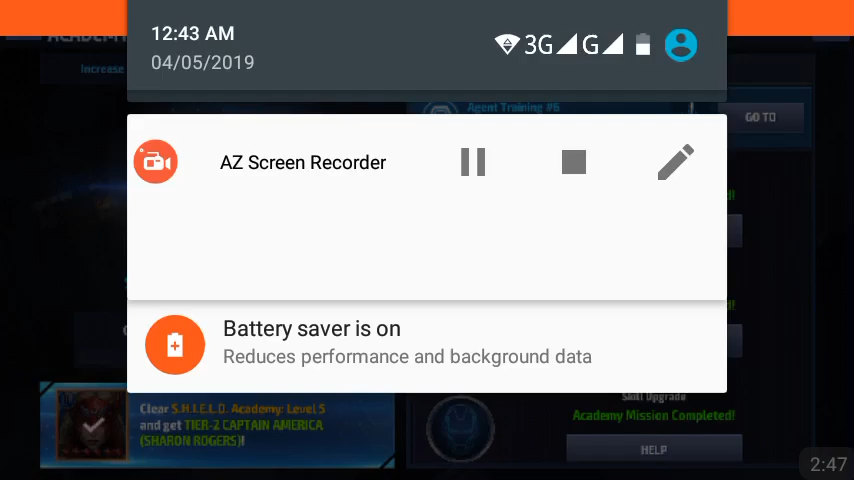 12:43 AM
3G
G
04/05/2019
Increase
Agent Training #6
GO TO
AZ Screen Recorder
Battery saver is on
Reduces performance and background data
Clear S.H.I.E.L.D. Academy: Level 5
and get TIER-2 CAPTAIN AMERICA
(SHARON ROGERS)!
Skill Upgrade
Academy Mission Completed!
HELP
2:47